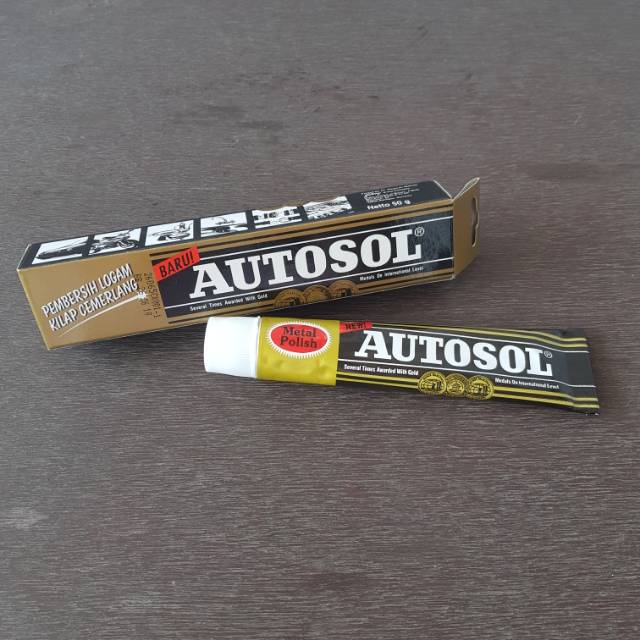 Netto 50 g
BARU!
AUTOSOL®
PEMBERSIH LOGAM
KILAP CEMERLANG
Several Times Awarded With Gold
Medals On International Level
NEW!
Metal
Polish
AUTOSOL®
Several Times Awarded With Gold
Medals On International Level